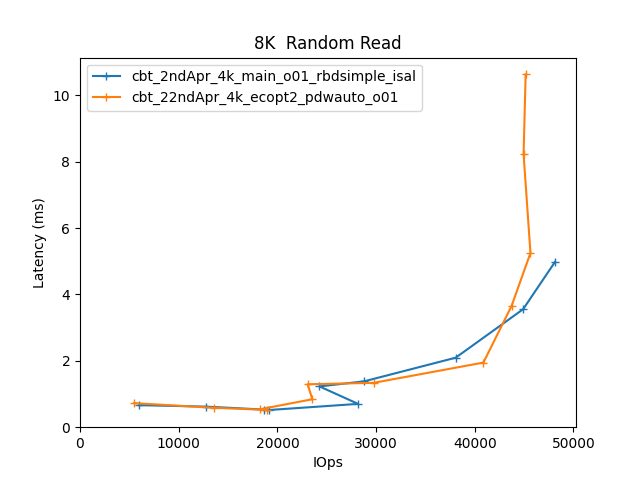 8K  Random Read
cbt_2ndApr_4k_main_o01_rbdsimple_isal
cbt_22ndApr_4k_ecopt2_pdwauto_o01
Latency (ms)
10
8
6
4
2
0
0 10000 20000 30000 40000 50000
IOps